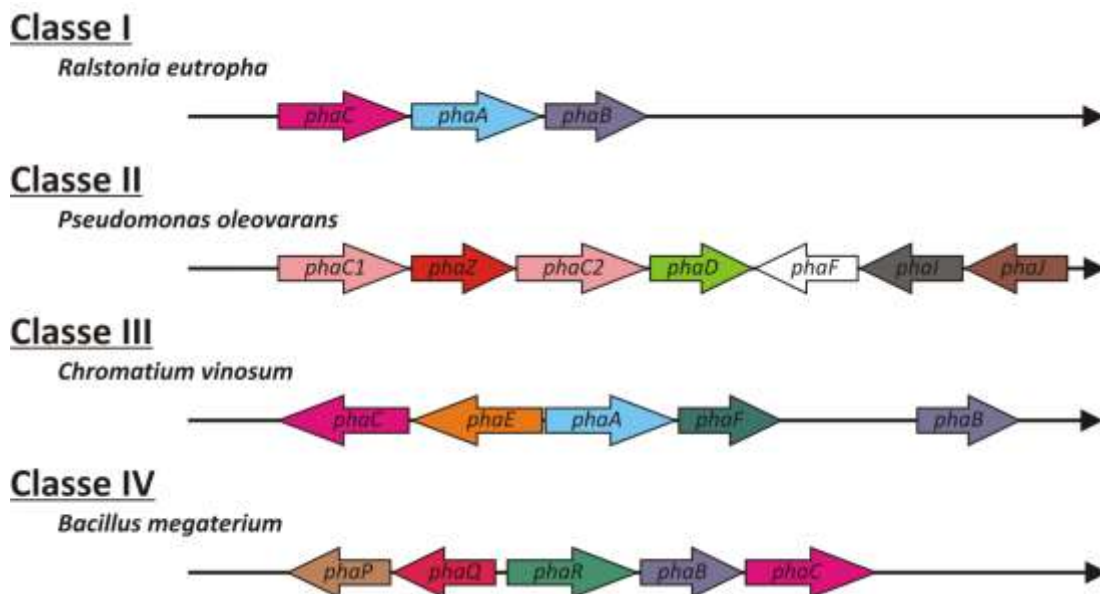 Classe I
Ralstonia eutropha
phaC phaA phaB
Classe II
Pseudomonas oleovarans
phaC1 phaZ phaC2 phaD phaF phaI phaJ
Classe III
Chromatium vinosum
phaC phaE phaA phaF phaB
Classe IV
Bacillus megaterium
phaP phaQ phaR phaB phaC